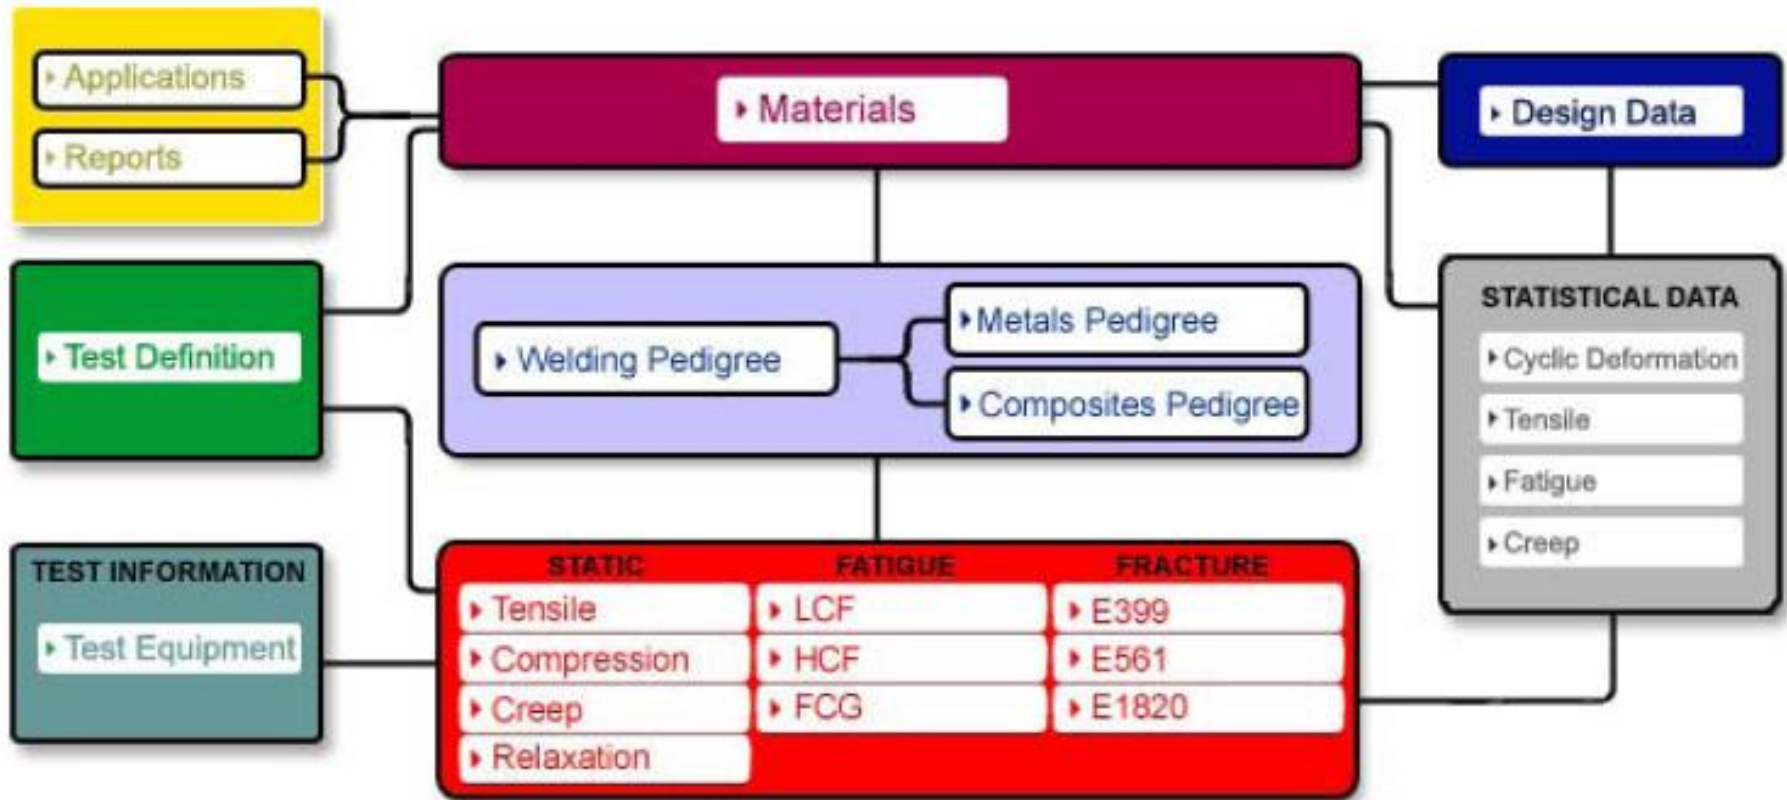 Applications
Reports
Materials
Design Data
Test Definition
Welding Pedigree
Metals Pedigree
Composites Pedigree
STATISTICAL DATA
Cyclic Deformation
Tensile
Fatigue
Creep
TEST INFORMATION
Test Equipment
STATIC
Tensile
Compression
Creep
Relaxation
FATIGUE
LCF
HCF
FCG
FRACTURE
E399
E561
E1820